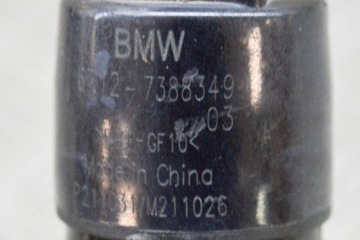 BMW
7388349
03
GF10<
Made in China
P211031/M211026